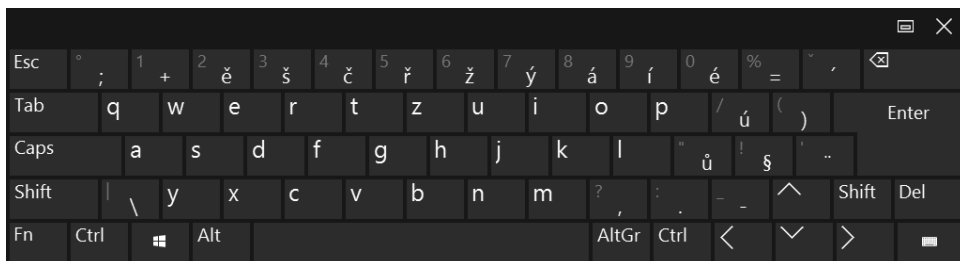 Esc ° ; 1 + 2 ě 3 š 4 č 5 ř 6 ž 7 ý 8 á 9 í 0 é % = ˇ ´
Tab q w e r t z u i o p / ú ( ) Enter
Caps a s d f g h j k l " ů ! § ' ¨
Shift | \ y x c v b n m ? , : . _ - Shift Del
Fn Ctrl Alt AltGr Ctrl